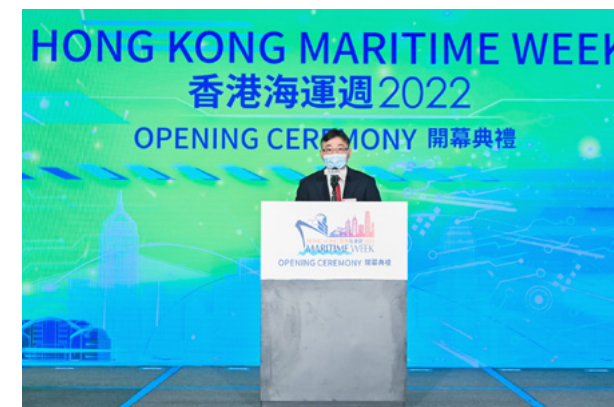 HONG KONG MARITIME WEEK
香港海運週2022
OPENING CEREMONY 開幕典禮
MARITIME WEEK
OPENING CEREMONY 開幕典禮